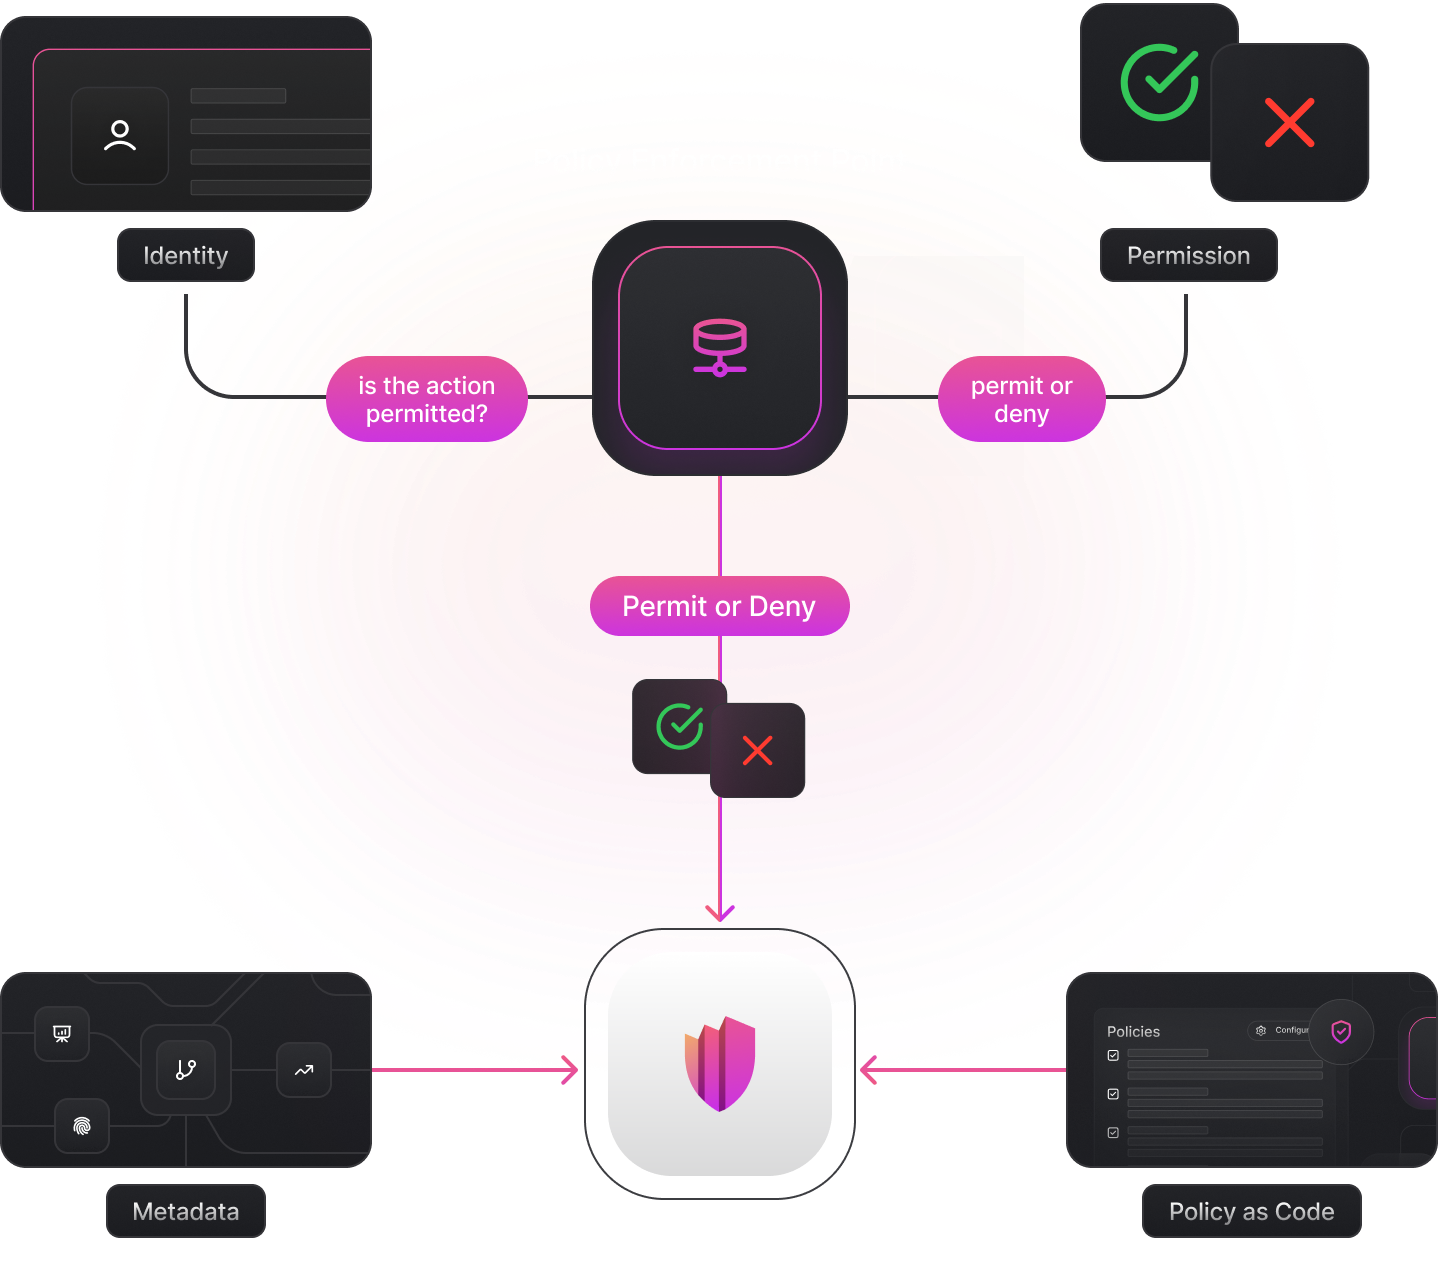 Identity
Permission
is the action
permitted?
permit or
deny
Permit or Deny
Policies
Configur
Metadata
Policy as Code